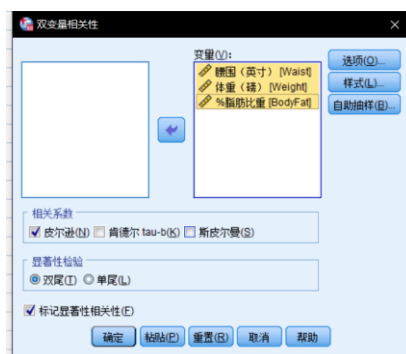 双变量相关性
变量(V):
腰围（英寸）[Waist]
体重（磅）[Weight]
%脂肪比重 [BodyFat]
选项(O)...
样式(L)...
自助抽样(B)...
相关系数
皮尔逊(N) 肯德尔 tau-b(K) 斯皮尔曼(S)
显著性检验
双尾(T) 单尾(L)
标记显著性相关性(F)
确定 粘贴(P) 重置(R) 取消 帮助